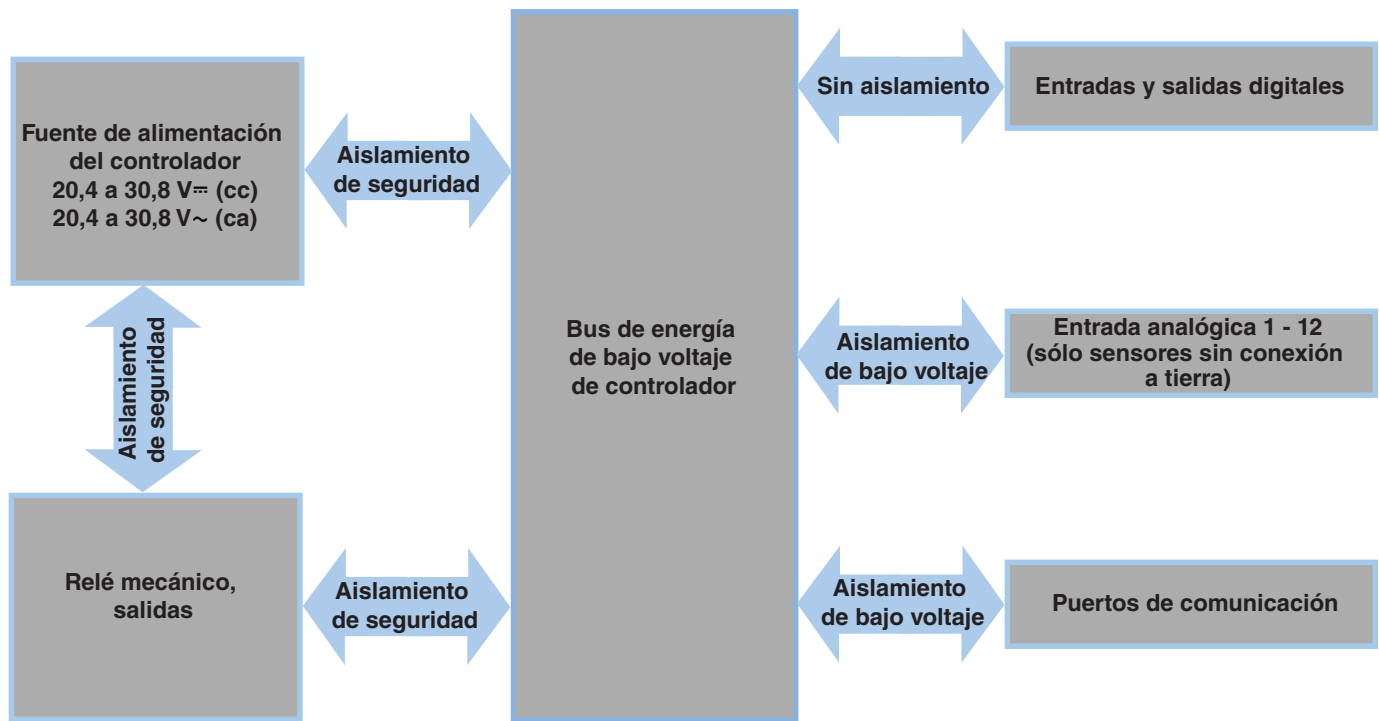 Fuente de alimentación
del controlador
20,4 a 30,8 V⎓ (cc)
20,4 a 30,8 V~ (ca)
Aislamiento
de seguridad
Aislamiento
de seguridad
Relé mecánico,
salidas
Aislamiento
de seguridad
Bus de energía
de bajo voltaje
de controlador
Sin aislamiento
Entradas y salidas digitales
Aislamiento
de bajo voltaje
Entrada analógica 1 - 12
(sólo sensores sin conexión
a tierra)
Aislamiento
de bajo voltaje
Puertos de comunicación